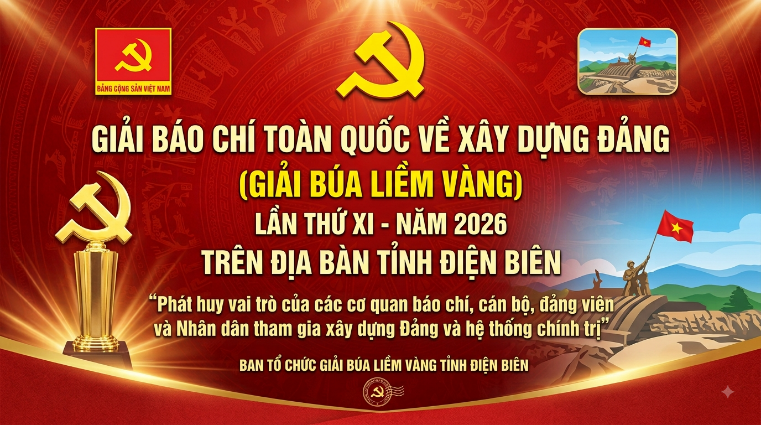 ĐẢNG CỘNG SẢN VIỆT NAM
GIẢI BÁO CHÍ TOÀN QUỐC VỀ XÂY DỰNG ĐẢNG
(GIẢI BÚA LIỀM VÀNG)
LẦN THỨ XI - NĂM 2026
TRÊN ĐỊA BÀN TỈNH ĐIỆN BIÊN
“Phát huy vai trò của các cơ quan báo chí, cán bộ, đảng viên
và Nhân dân tham gia xây dựng Đảng và hệ thống chính trị”
BAN TỔ CHỨC GIẢI BÚA LIỀM VÀNG TỈNH ĐIỆN BIÊN